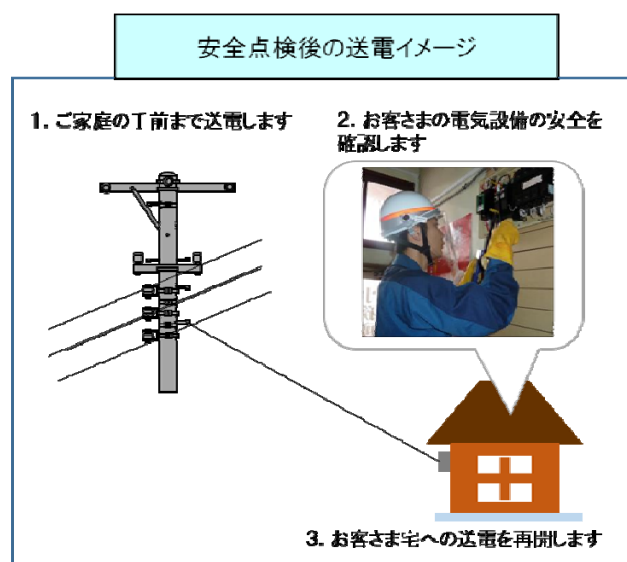 安全点検後の送電イメージ
1. ご家庭の手前まで送電します
2. お客さまの電気設備の安全を
確認します
3. お客さま宅への送電を再開します